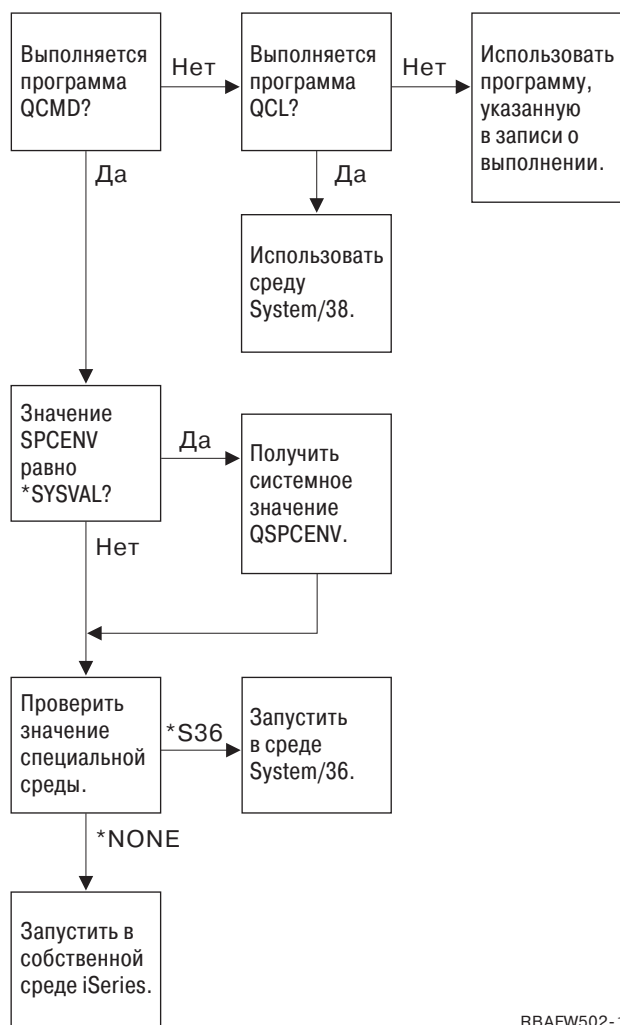 Выполняется
программа
QCMD?
Нет
Выполняется
программа
QCL?
Нет
Использовать
программу,
указанную
в записи о
выполнении.
Да
Да
Использовать
среду
System/38.
Значение
SPCENV
равно
*SYSVAL?
Да
Получить
системное
значение
QSPCENV.
Нет
Проверить
значение
специальной
среды.
*S36
Запустить
в среде
System/36.
*NONE
Запустить в
собственной
среде iSeries.